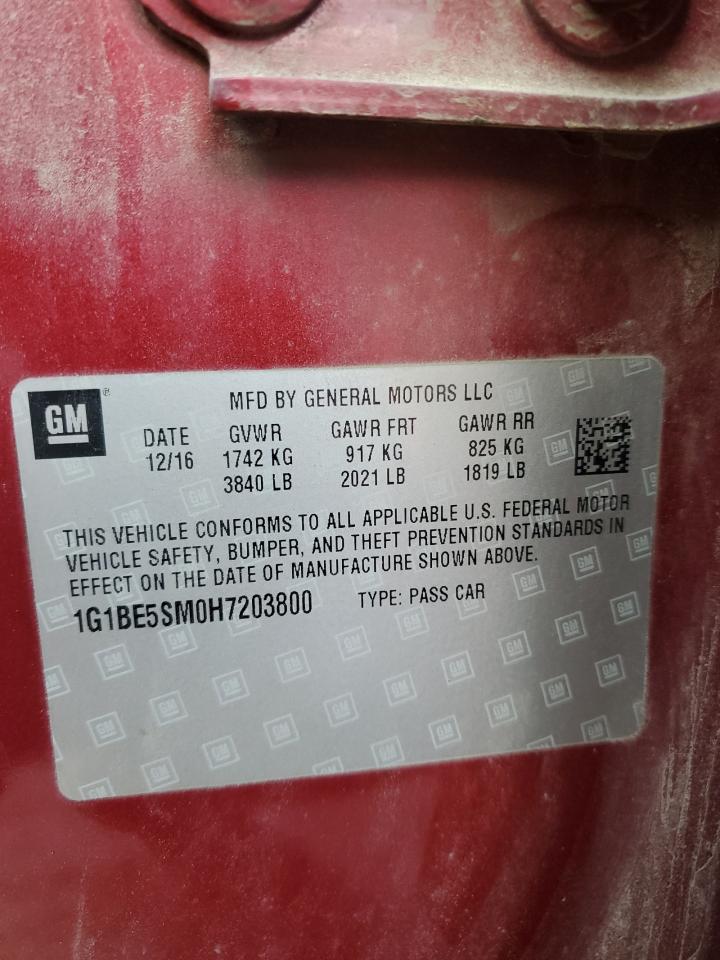 GM ®
MFD BY GENERAL MOTORS LLC
DATE GVWR GAWR FRT GAWR RR
12/16 1742 KG 917 KG 825 KG
3840 LB 2021 LB 1819 LB
THIS VEHICLE CONFORMS TO ALL APPLICABLE U.S. FEDERAL MOTOR
VEHICLE SAFETY, BUMPER, AND THEFT PREVENTION STANDARDS IN
EFFECT ON THE DATE OF MANUFACTURE SHOWN ABOVE.
1G1BE5SM0H7203800 TYPE: PASS CAR